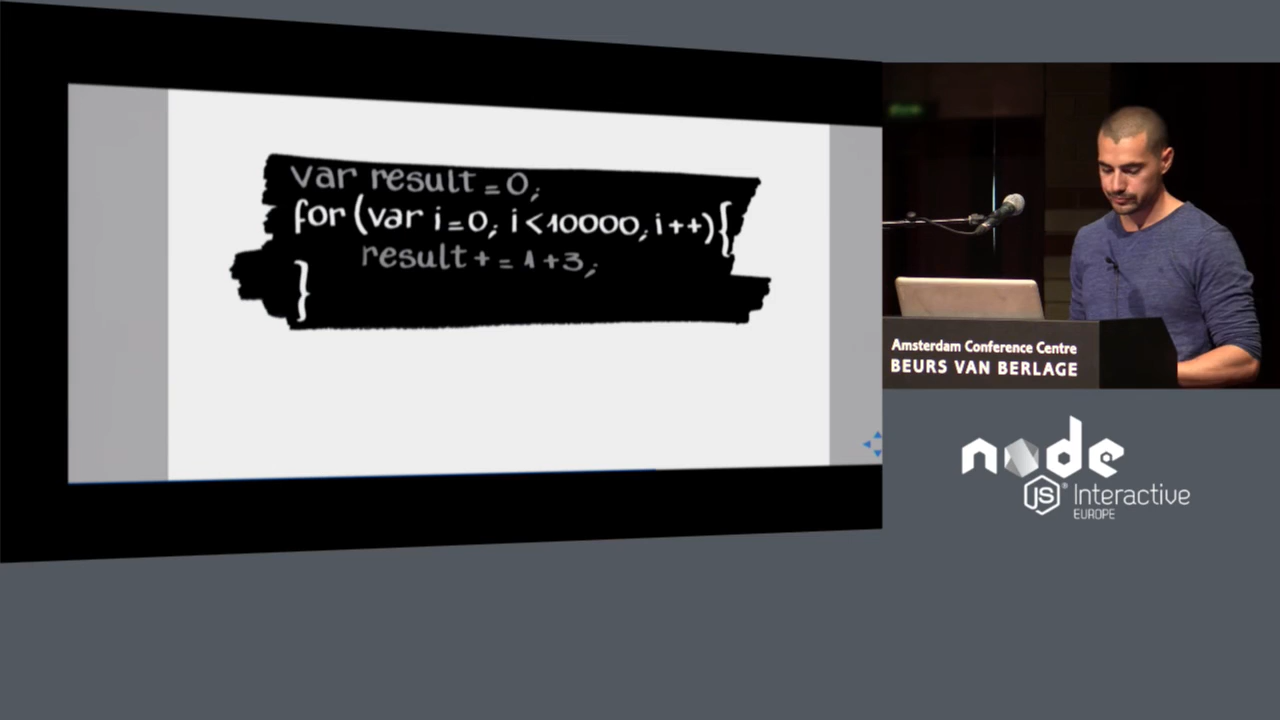 var result = 0;
for (var i=0; i<10000; i++){
result + = 1+3;
}
Amsterdam Conference Centre
BEURS VAN BERLAGE
node
JS® Interactive
EUROPE